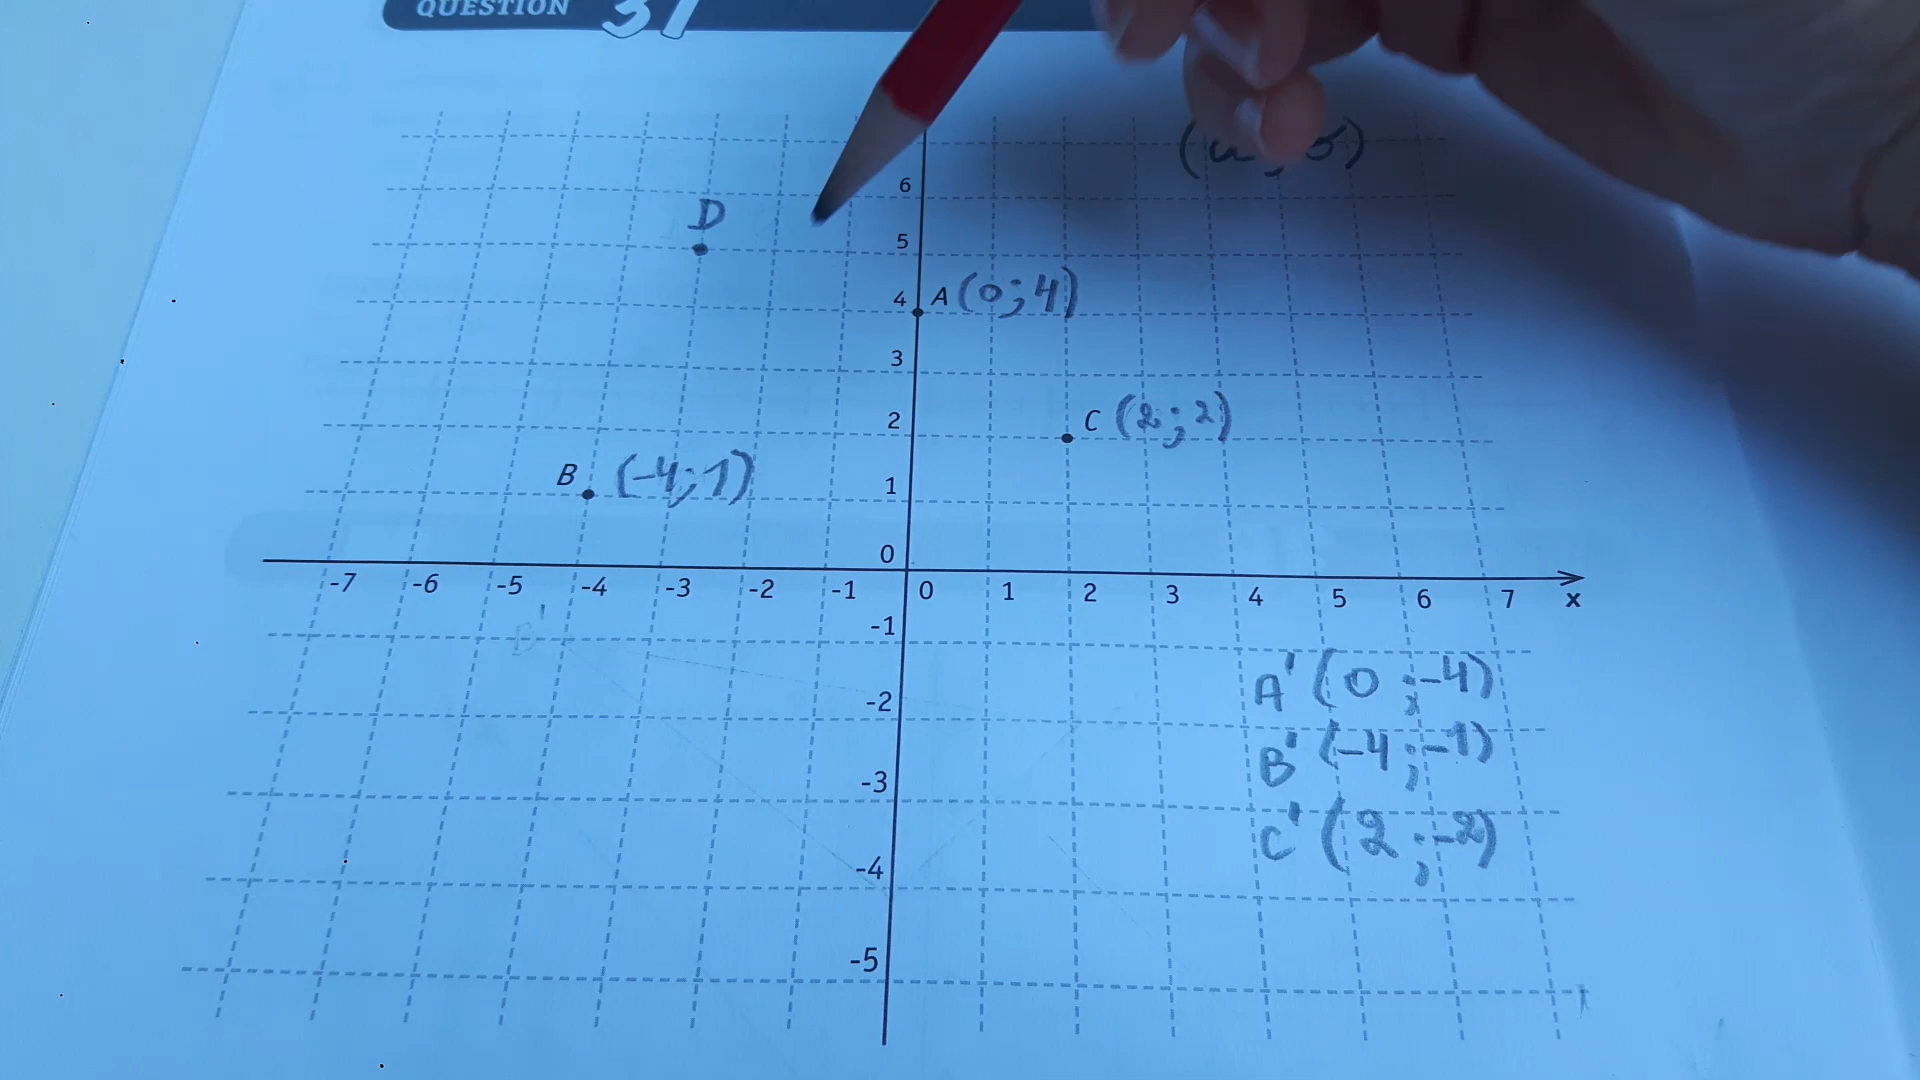 QUESTION 31
6
D
5
4 A (0;4)
3
2 C (2;2)
B (-4;1)
1
0
-7 -6 -5 -4 -3 -2 -1 0 1 2 3 4 5 6 7 x
B'
-1
A' (0;-4)
-2
B' (-4;-1)
-3
C' (2;-2)
-4
-5